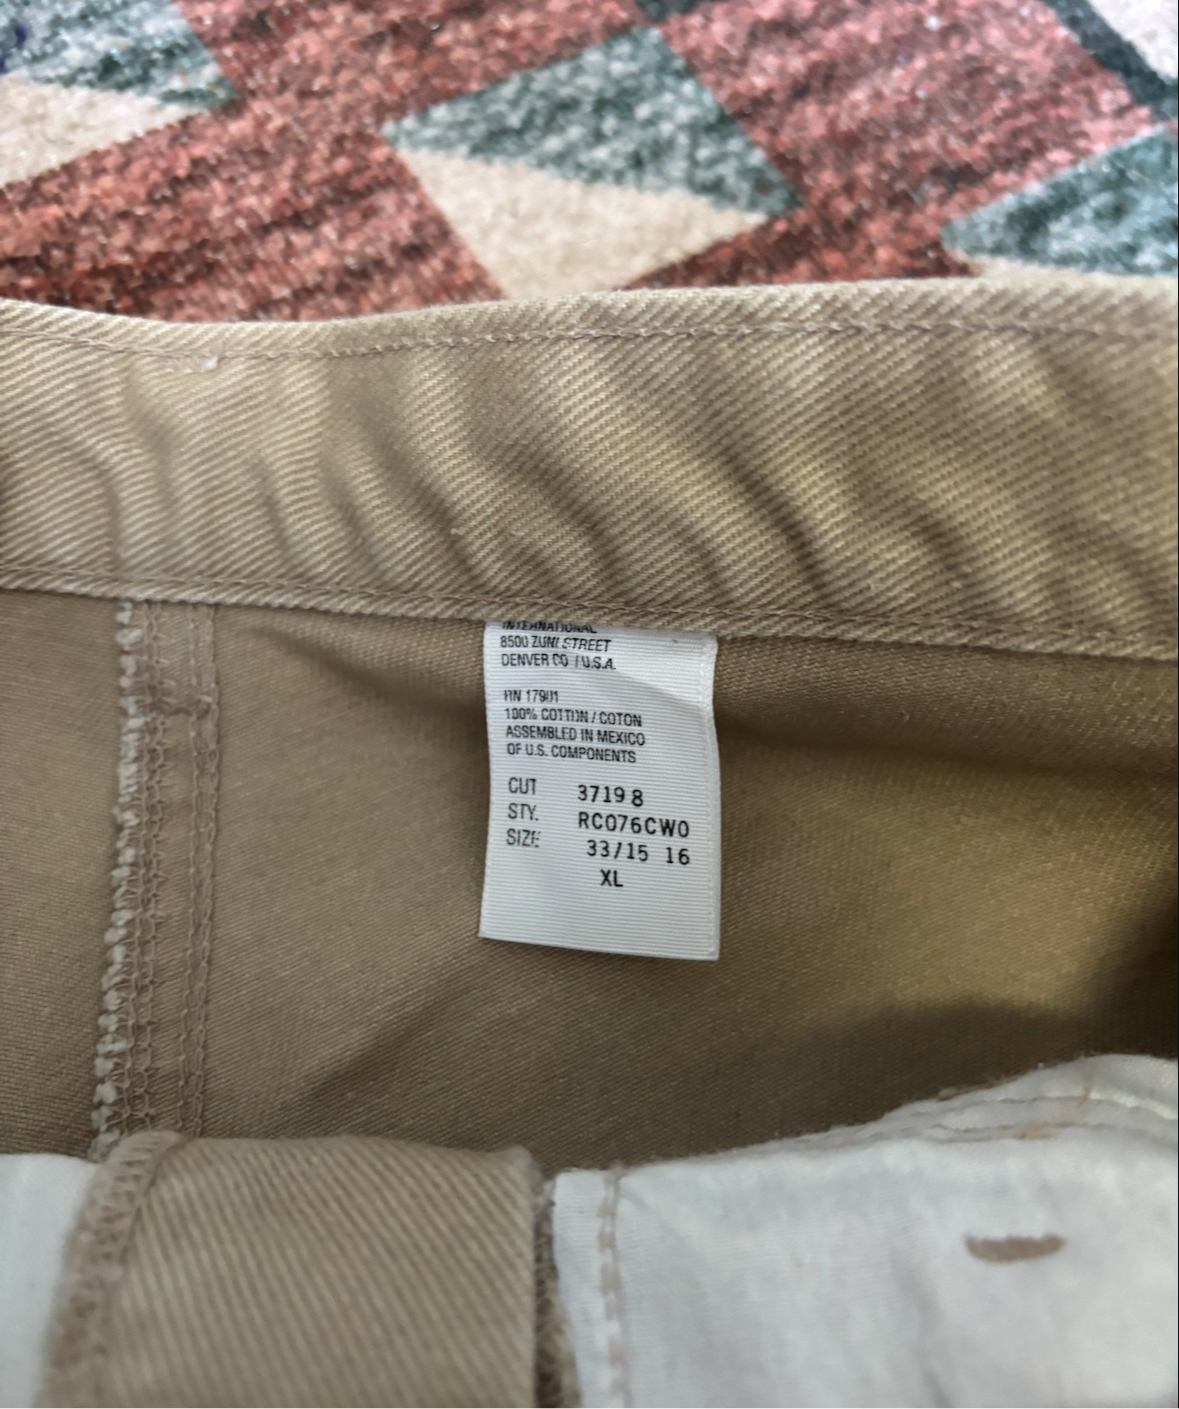 INTERNATIONAL
8500 ZUNI STREET
DENVER CO / U.S.A.
RN 17901
100% COTTON / COTON
ASSEMBLED IN MEXICO
OF U.S. COMPONENTS
CUT 37198
STY. RC076CW0
SIZE 33/15 16
XL